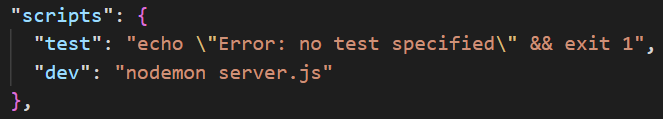 "scripts": {
"test": "echo \"Error: no test specified\" && exit 1",
"dev": "nodemon server.js"
},